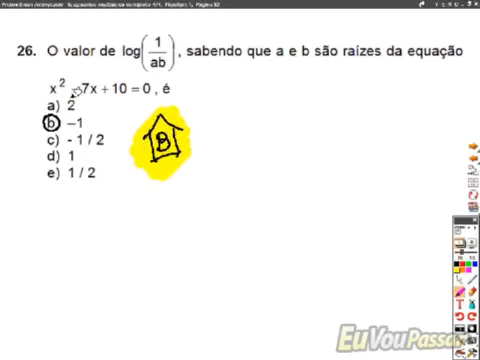 26. O valor de log(1/ab), sabendo que a e b são raízes da equação
x² - 7x + 10 = 0, é
a) 2
b) –1
c) - 1 / 2
d) 1
e) 1 / 2
B
EuVouPassar